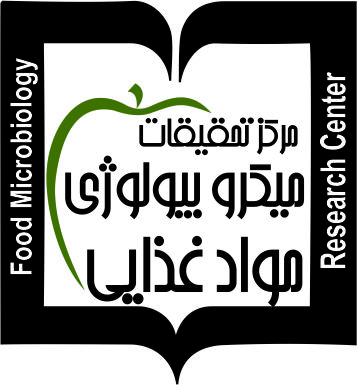 Food Microbiology
مرکز تحقیقات
میکرو بیولوژی
مواد غذایی
Research Center